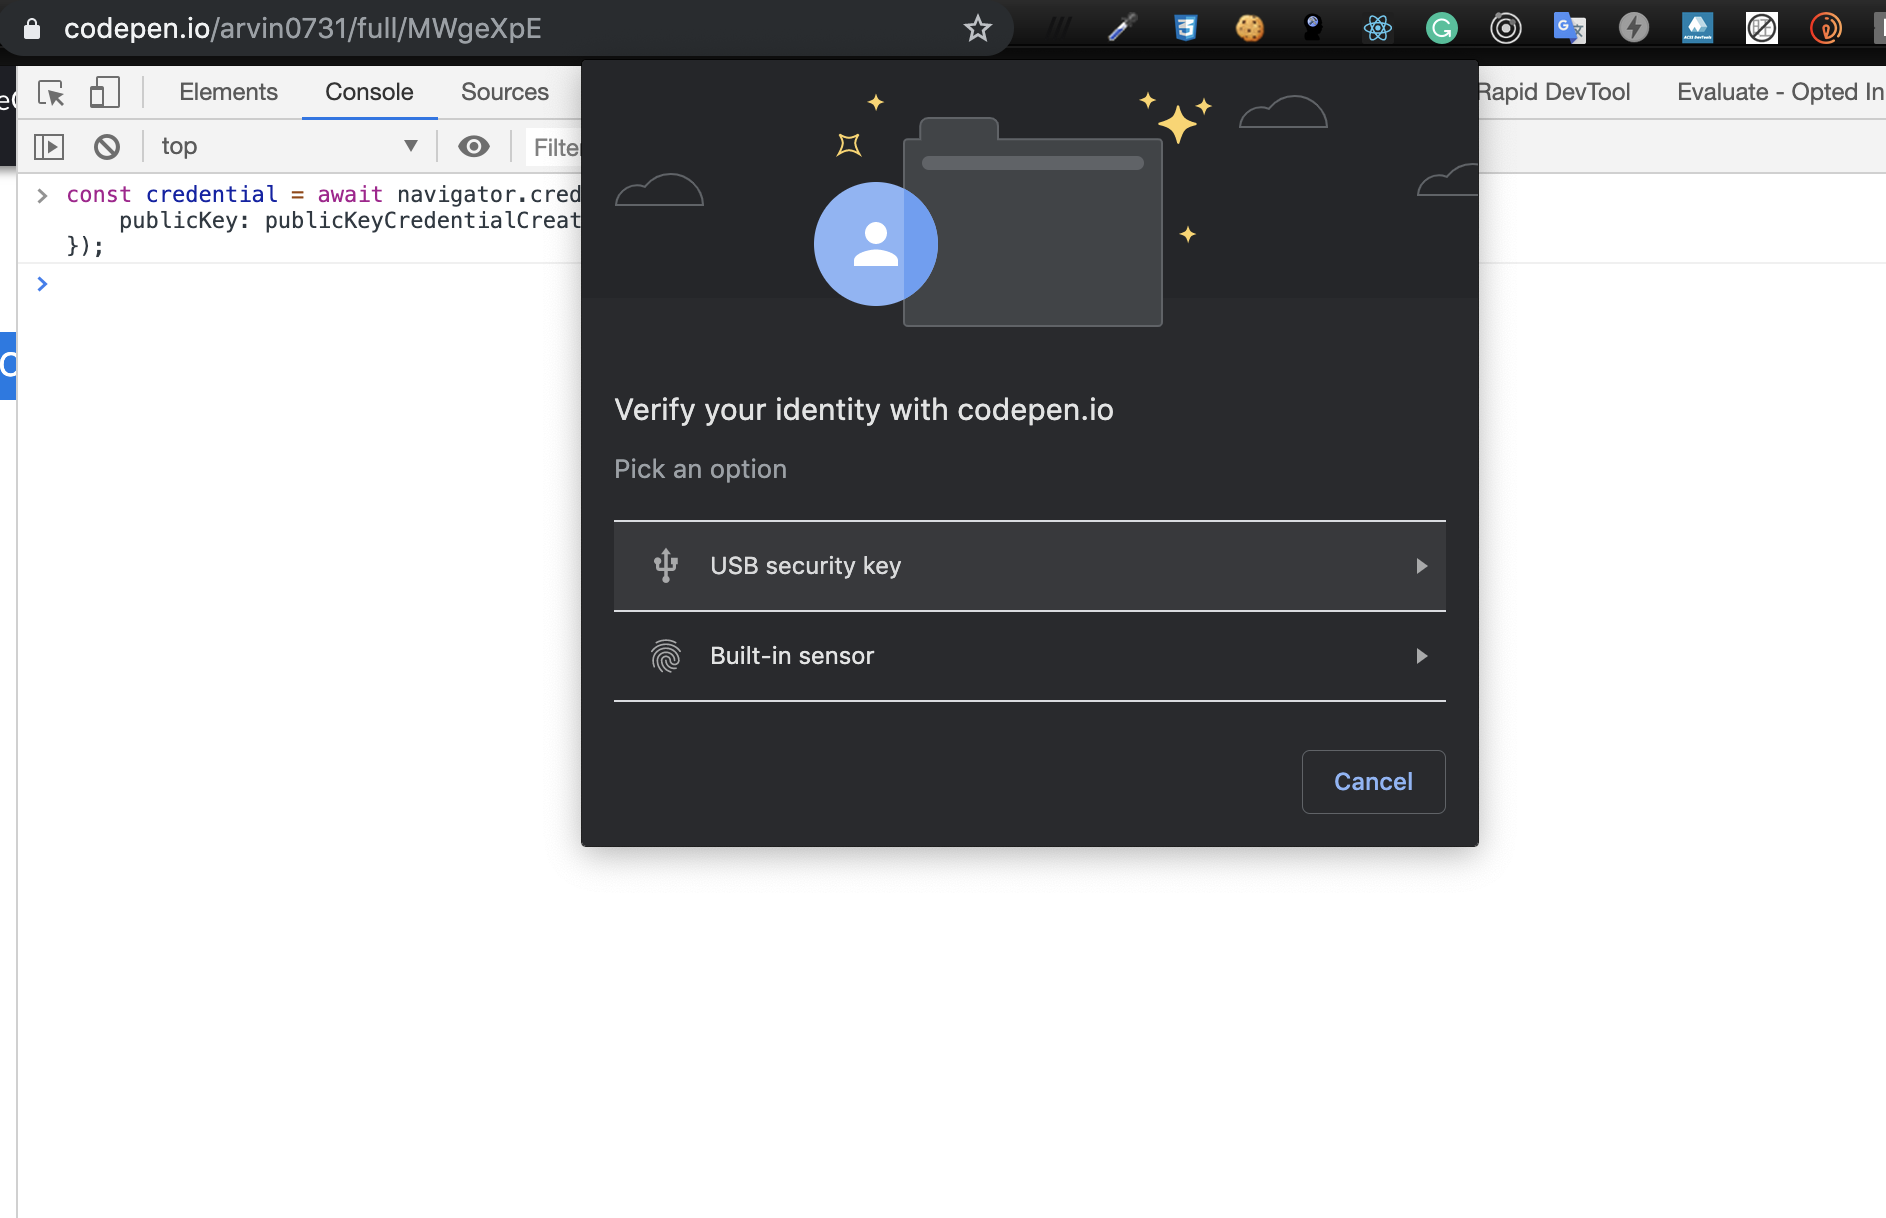 codepen.io/arvin0731/full/MWgeXpE
Elements Console Sources Rapid DevTool Evaluate - Opted In
top Filte
const credential = await navigator.cred
publicKey: publicKeyCredentialCreat
});
Verify your identity with codepen.io
Pick an option
USB security key
Built-in sensor
Cancel